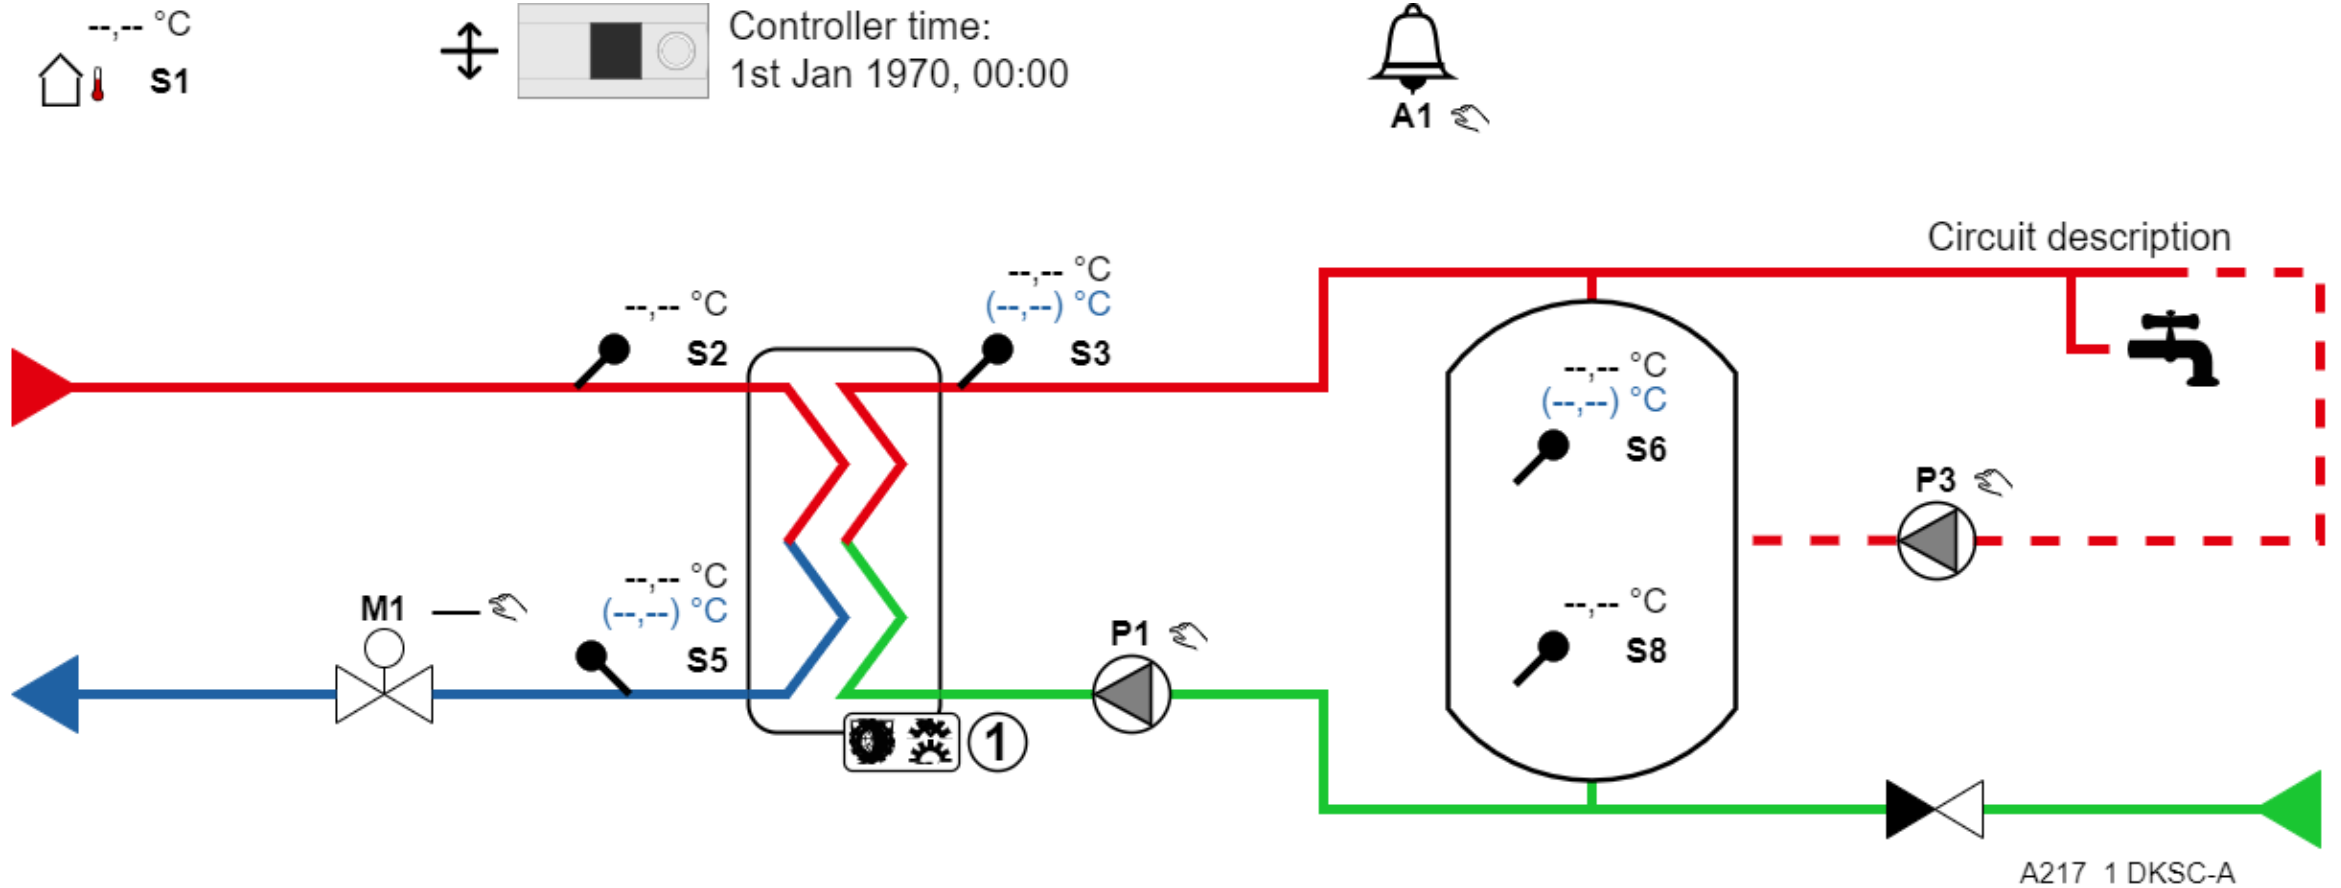 --,-- °C
S1
Controller time:
1st Jan 1970, 00:00
A1
Circuit description
--,-- °C
S2
--,-- °C
(--,--) °C
S3
--,-- °C
(--,--) °C
S6
P3
--,-- °C
(--,--) °C
S5
M1
P1
--,-- °C
S8
1
A217 1 DKSC-A